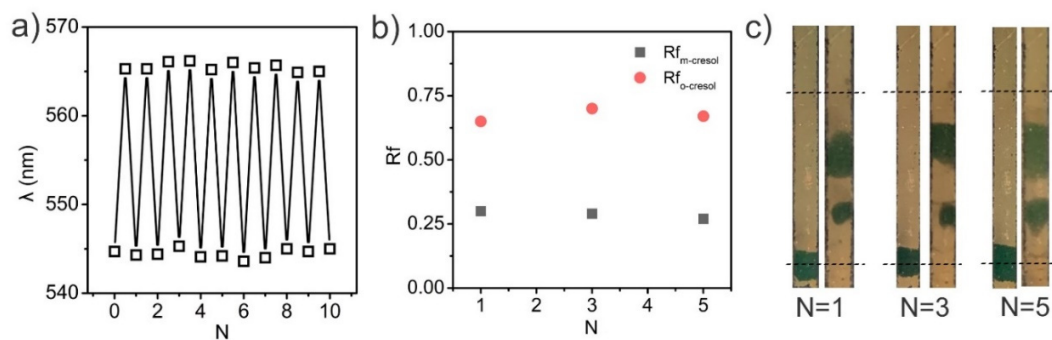 a)
570
560
550
540
λ (nm)
0 2 4 6 8 10
N
b)
1.00
0.75
0.50
0.25
0.00
Rf
Rfm-cresol
Rfo-cresol
1 2 3 4 5
N
c)
N=1 N=3 N=5